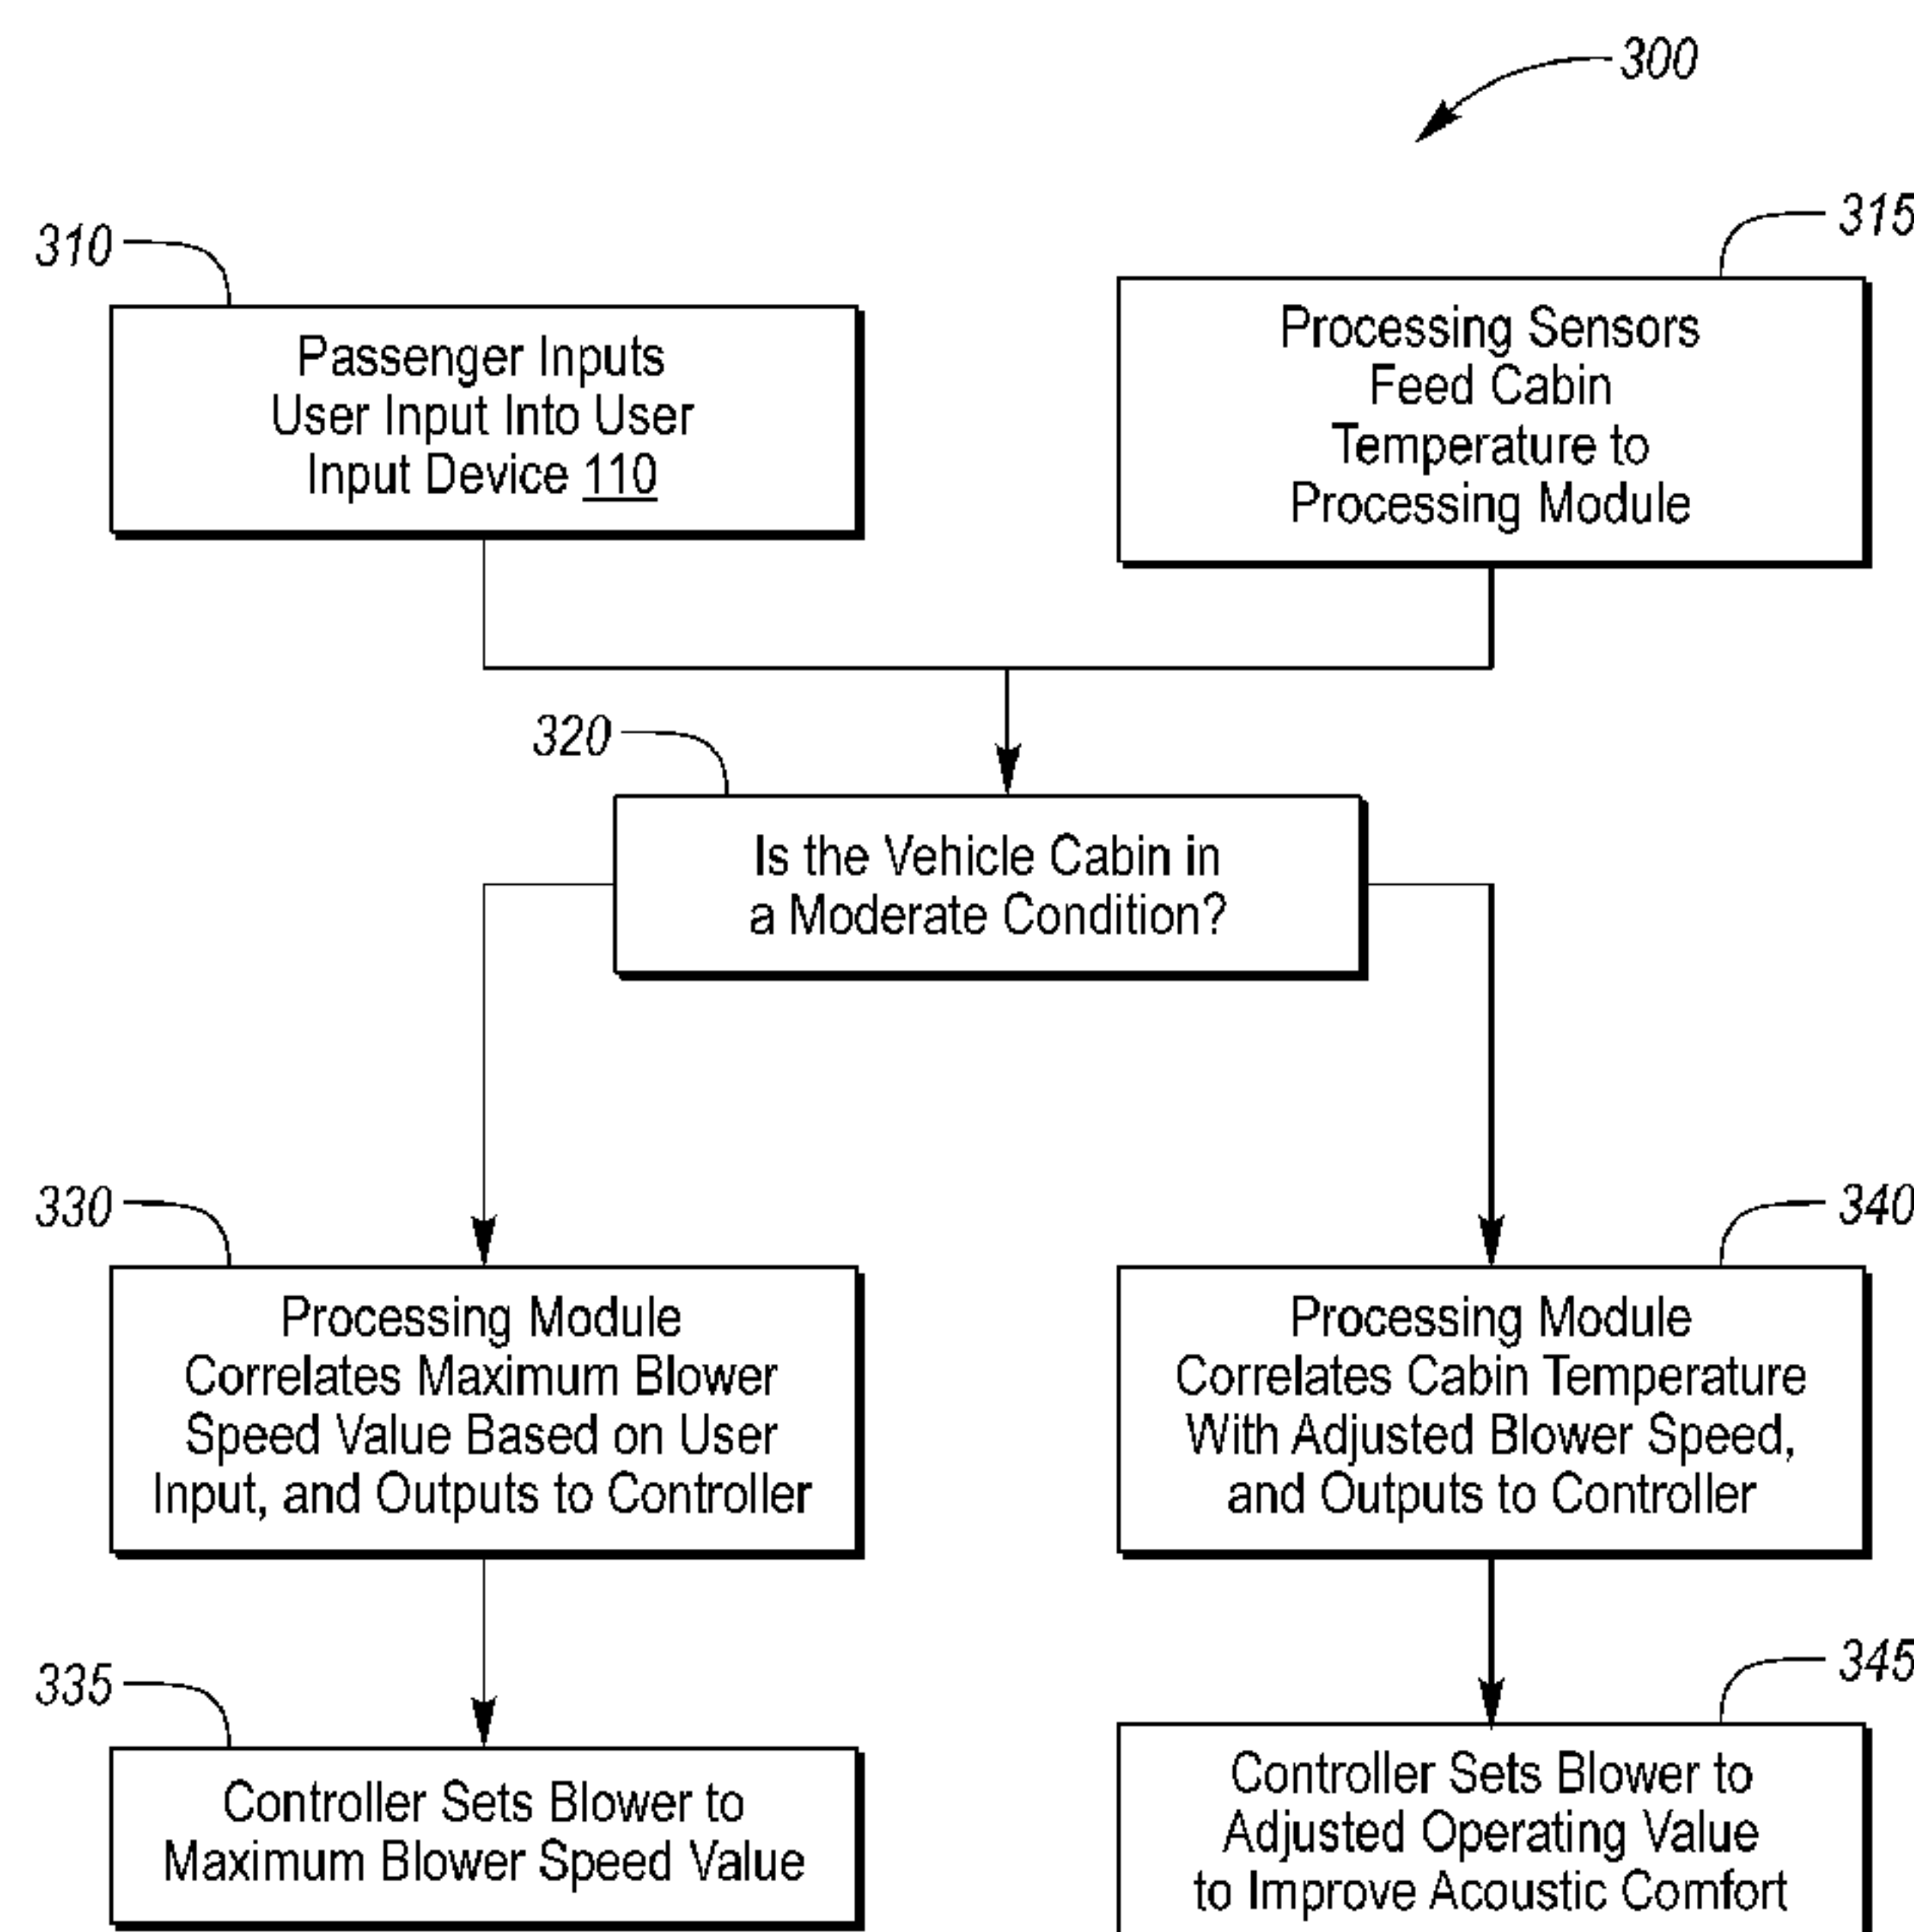 300
310
315
Passenger Inputs
User Input Into User
Input Device 110
Processing Sensors
Feed Cabin
Temperature to
Processing Module
320
Is the Vehicle Cabin in
a Moderate Condition?
330
340
Processing Module
Correlates Maximum Blower
Speed Value Based on User
Input, and Outputs to Controller
Processing Module
Correlates Cabin Temperature
With Adjusted Blower Speed,
and Outputs to Controller
335
345
Controller Sets Blower to
Maximum Blower Speed Value
Controller Sets Blower to
Adjusted Operating Value
to Improve Acoustic Comfort